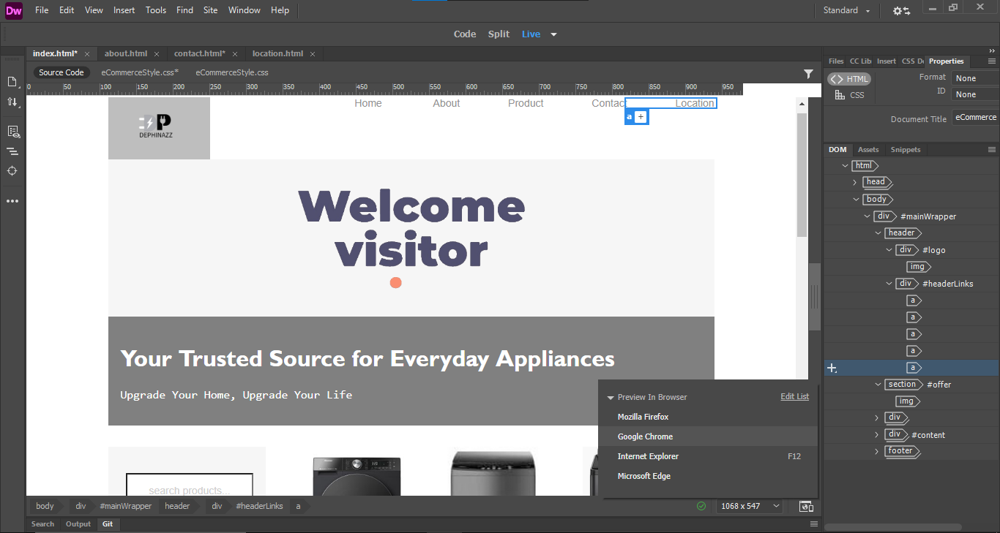 Dw File Edit View Insert Tools Find Site Window Help Standard
Code Split Live
index.html* about.html contact.html* location.html
Source Code eCommerceStyle.css* eCommerceStyle.css
0 50 100 150 200 250 300 350 400 450 500 550 600 650 700 750 800 850 900 950
Home About Product Contact Location
a +
DEPHINAZZ
Welcome
visitor
Your Trusted Source for Everyday Appliances
Upgrade Your Home, Upgrade Your Life
search products...
Preview In Browser Edit List
Mozilla Firefox
Google Chrome
Internet Explorer F12
Microsoft Edge
body div #mainWrapper header div #headerLinks a
1068 x 547
Search Output Git
Files CC Lib Insert CSS De Properties
HTML Format None
CSS ID None
Document Title eCommerce
DOM Assets Snippets
html
head
body
div #mainWrapper
header
div #logo
img
div #headerLinks
a
a
a
a
a
section #offer
img
div
div #content
footer